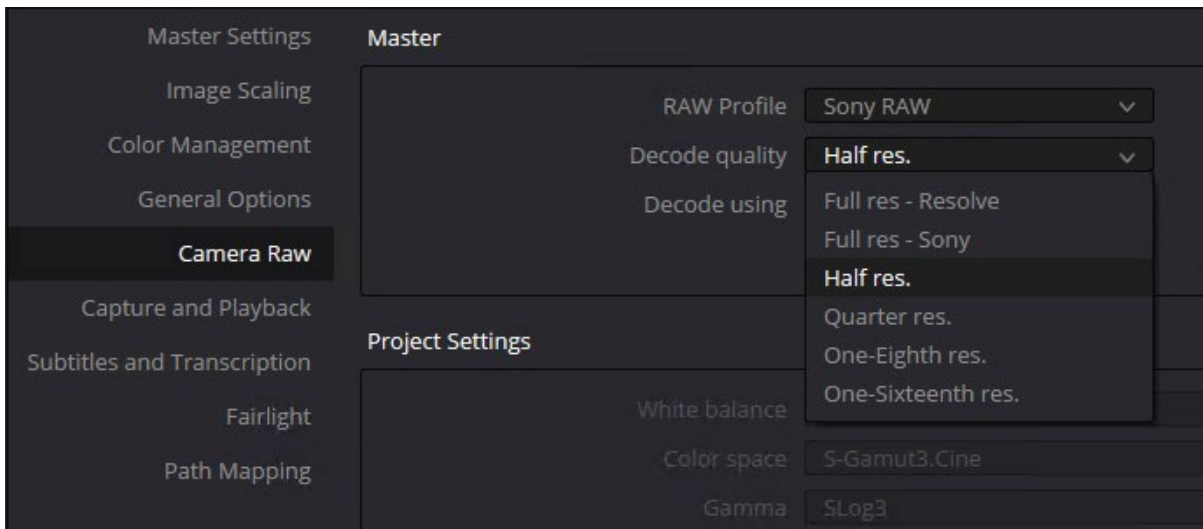 Master Settings
Image Scaling
Color Management
General Options
Camera Raw
Capture and Playback
Subtitles and Transcription
Fairlight
Path Mapping
Master
RAW Profile Sony RAW
Decode quality Half res.
Decode using
Full res - Resolve
Full res - Sony
Half res.
Quarter res.
One-Eighth res.
One-Sixteenth res.
Project Settings
White balance
Color space S-Gamut3.Cine
Gamma SLog3